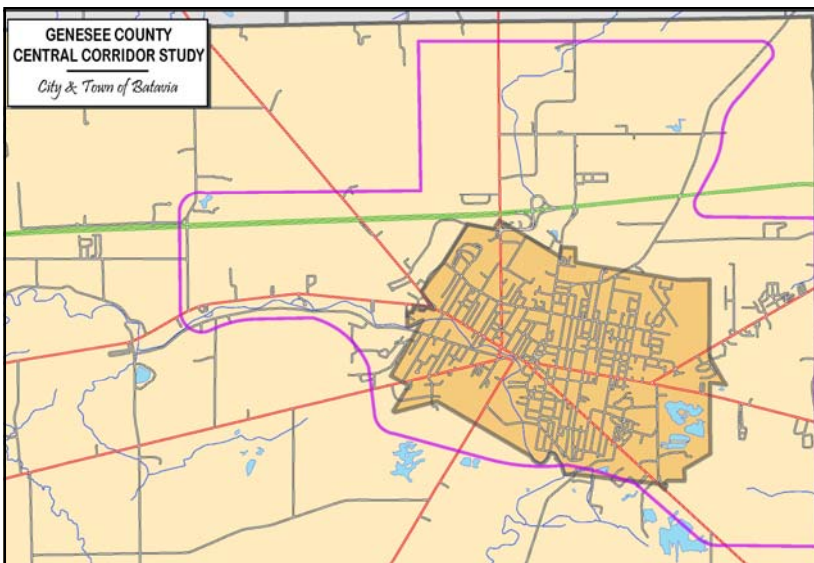 GENESEE COUNTY
CENTRAL CORRIDOR STUDY
City & Town of Batavia